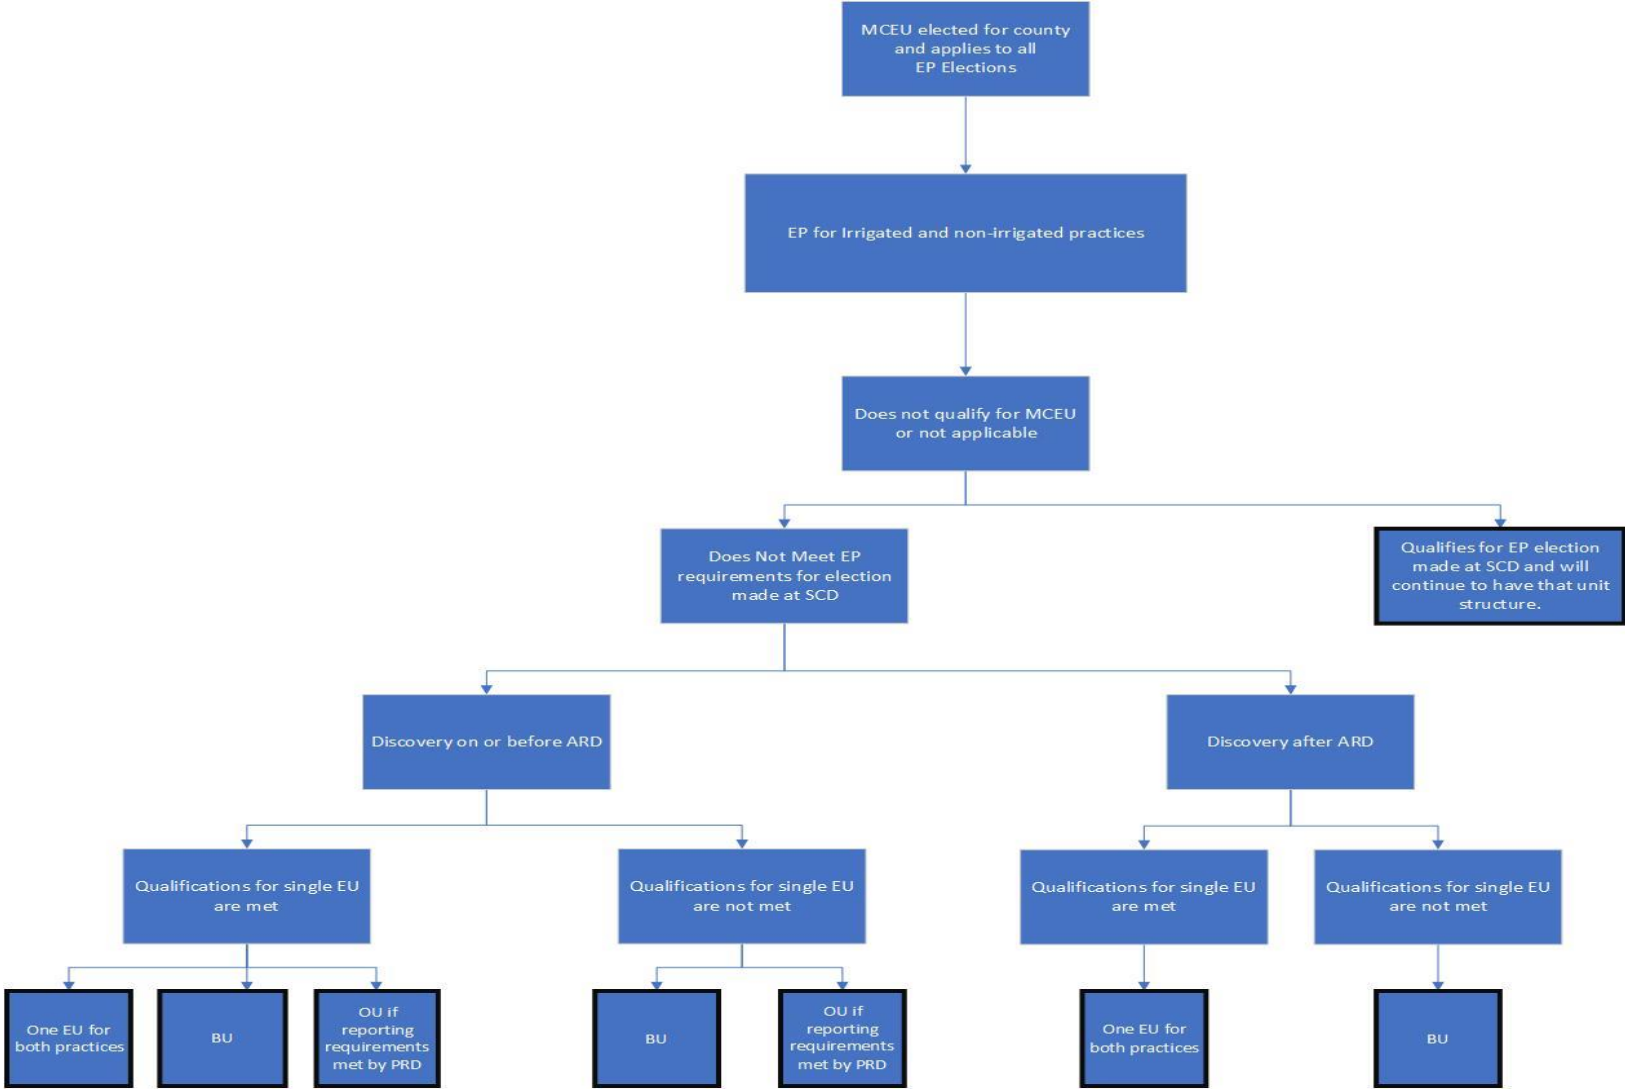 MCEU elected for county
and applies to all
EP Elections
EP for Irrigated and non-irrigated practices
Does not qualify for MCEU
or not applicable
Does Not Meet EP
requirements for election
made at SCD
Qualifies for EP election
made at SCD and will
continue to have that unit
structure.
Discovery on or before ARD
Discovery after ARD
Qualifications for single EU
are met
Qualifications for single EU
are not met
Qualifications for single EU
are met
Qualifications for single EU
are not met
One EU for
both practices
BU
OU if
reporting
requirements
met by PRD
BU
OU if
reporting
requirements
met by PRD
One EU for
both practices
BU